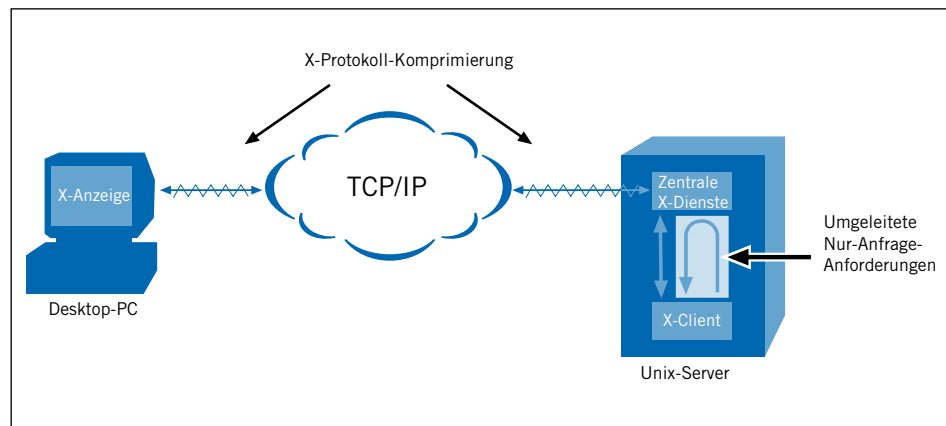 X-Protokoll-Komprimierung
X-Anzeige
TCP/IP
Zentrale
X-Dienste
Umgeleitete
Nur-Anfrage-
Anforderungen
X-Client
Desktop-PC
Unix-Server